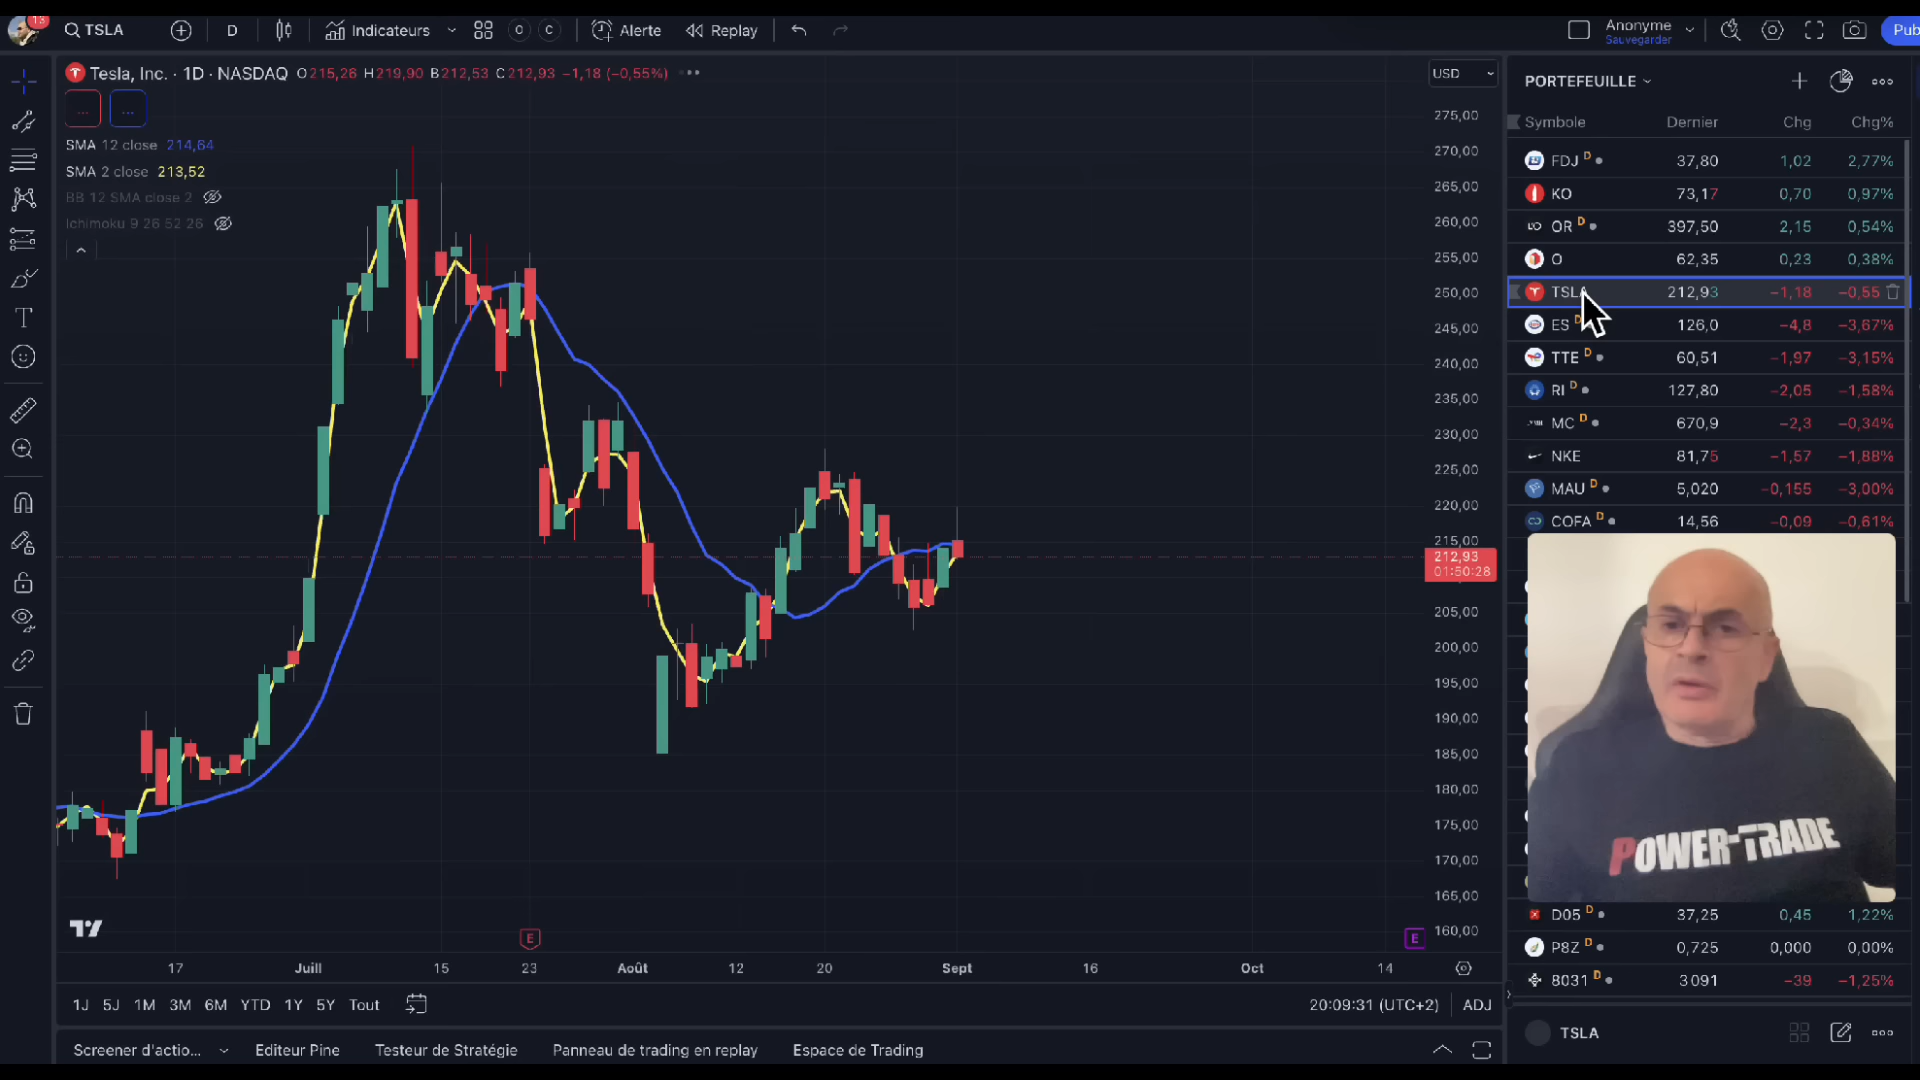 13 TSLA D Indicateurs O C Alerte Replay Anonyme Sauvegarder Pub
Tesla, Inc. · 1D · NASDAQ O215,26 H219,90 B212,53 C212,93 −1,18 (−0,55%) USD
SMA 12 close 214,64
SMA 2 close 213,52
BB 12 SMA close 2
Ichimoku 9 26 52 26
275,00
270,00
265,00
260,00
255,00
250,00
245,00
240,00
235,00
230,00
225,00
220,00
215,00
212,93
01:50:28
205,00
200,00
195,00
190,00
185,00
180,00
175,00
170,00
165,00
160,00
E E
17 Juill 15 23 Août 12 20 Sept 16 Oct 14
1J 5J 1M 3M 6M YTD 1Y 5Y Tout 20:09:31 (UTC+2) ADJ
Screener d'actio... Editeur Pine Testeur de Stratégie Panneau de trading en replay Espace de Trading
PORTEFEUILLE
Symbole Dernier Chg Chg%
FDJ D 37,80 1,02 2,77%
KO 73,17 0,70 0,97%
OR D 397,50 2,15 0,54%
O 62,35 0,23 0,38%
TSLA 212,93 −1,18 −0,55
ES D 126,0 −4,8 −3,67%
TTE D 60,51 −1,97 −3,15%
RI D 127,80 −2,05 −1,58%
MC D 670,9 −2,3 −0,34%
NKE 81,75 −1,57 −1,88%
MAU D 5,020 −0,155 −3,00%
COFA D 14,56 −0,09 −0,61%
POWER-TRADE
D05 D 37,25 0,45 1,22%
P8Z D 0,725 0,000 0,00%
8031 D 3 091 −39 −1,25%
TSLA